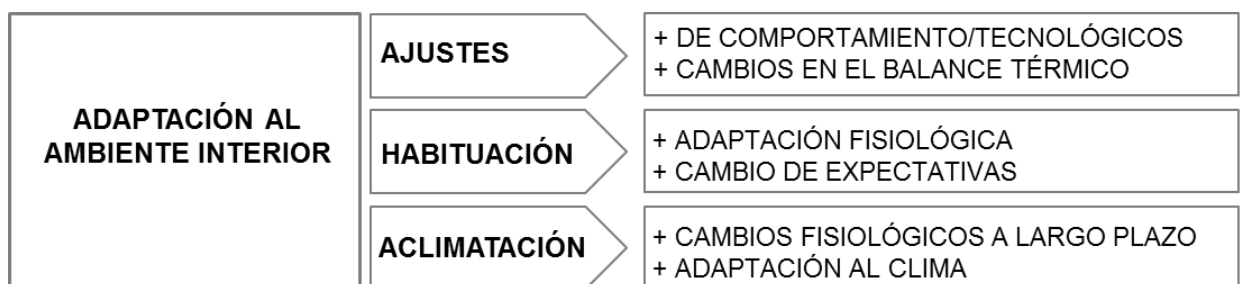 ADAPTACIÓN AL
AMBIENTE INTERIOR
AJUSTES
+ DE COMPORTAMIENTO/TECNOLÓGICOS
+ CAMBIOS EN EL BALANCE TÉRMICO
HABITUACIÓN
+ ADAPTACIÓN FISIOLÓGICA
+ CAMBIO DE EXPECTATIVAS
ACLIMATACIÓN
+ CAMBIOS FISIOLÓGICOS A LARGO PLAZO
+ ADAPTACIÓN AL CLIMA